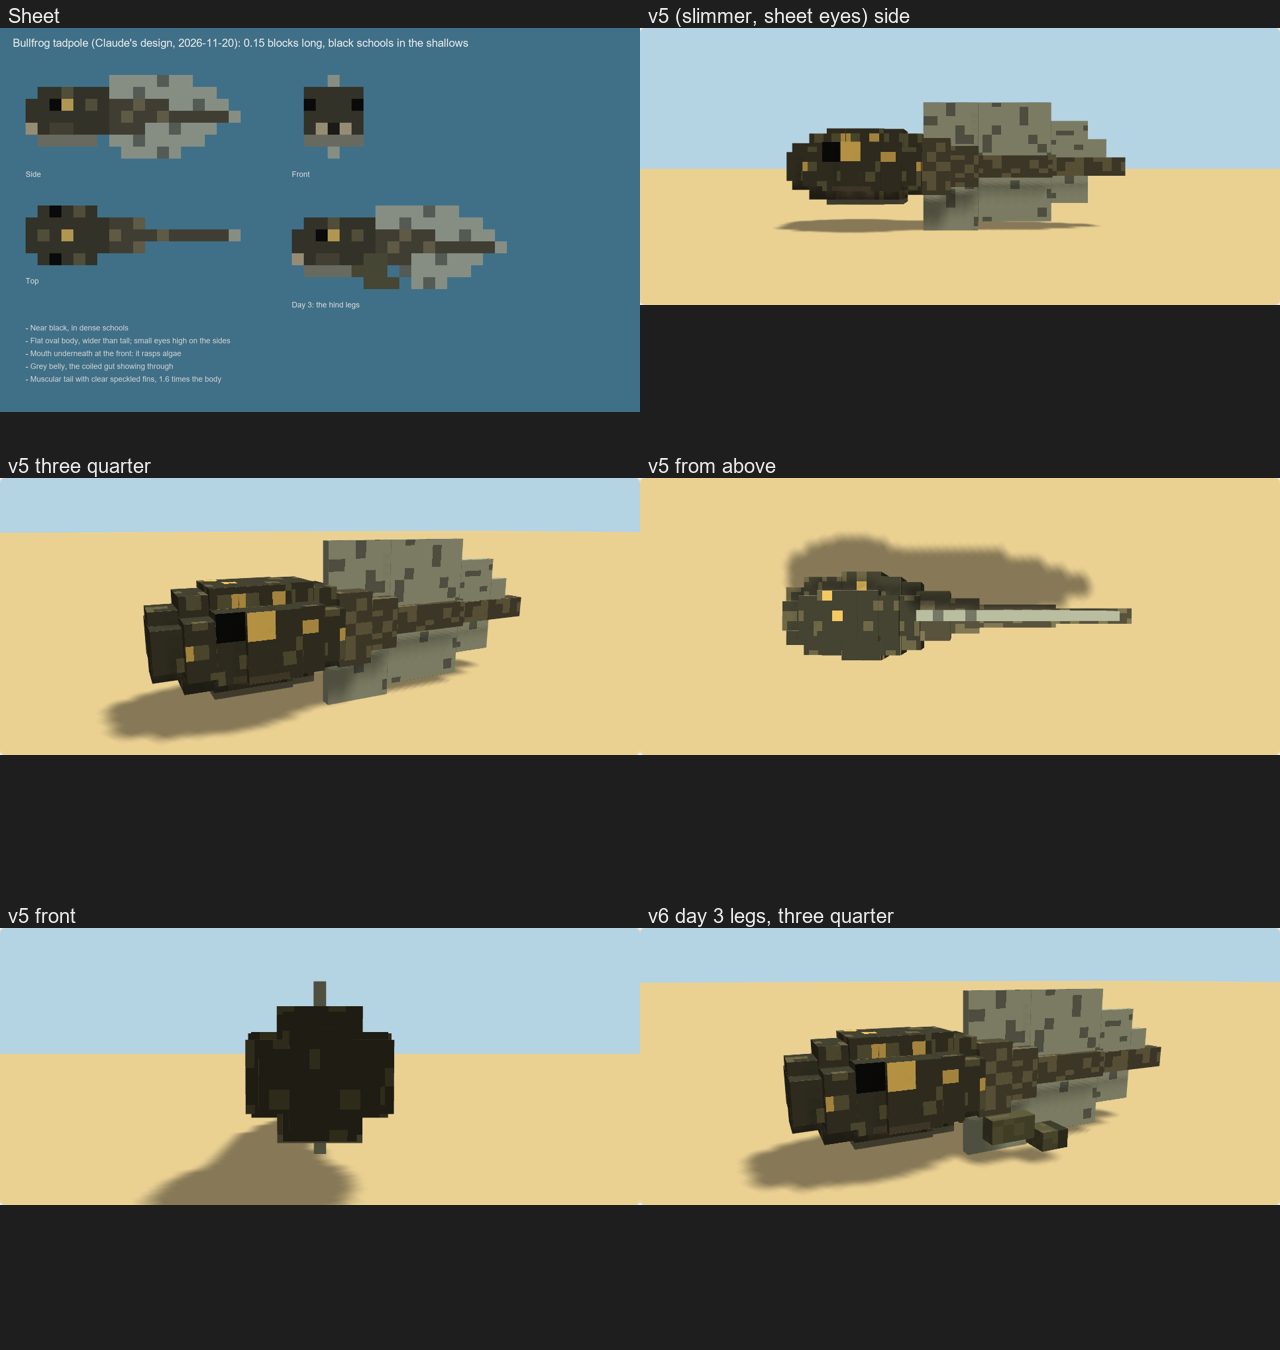 Sheet
v5 (slimmer, sheet eyes) side
Bullfrog tadpole (Claude's design, 2026-11-20): 0.15 blocks long, black schools in the shallows
Side
Front
Top
Day 3: the hind legs
- Near black, in dense schools
- Flat oval body, wider than tall; small eyes high on the sides
- Mouth underneath at the front: it rasps algae
- Grey belly, the coiled gut showing through
- Muscular tail with clear speckled fins, 1.6 times the body
v5 three quarter
v5 from above
v5 front
v6 day 3 legs, three quarter